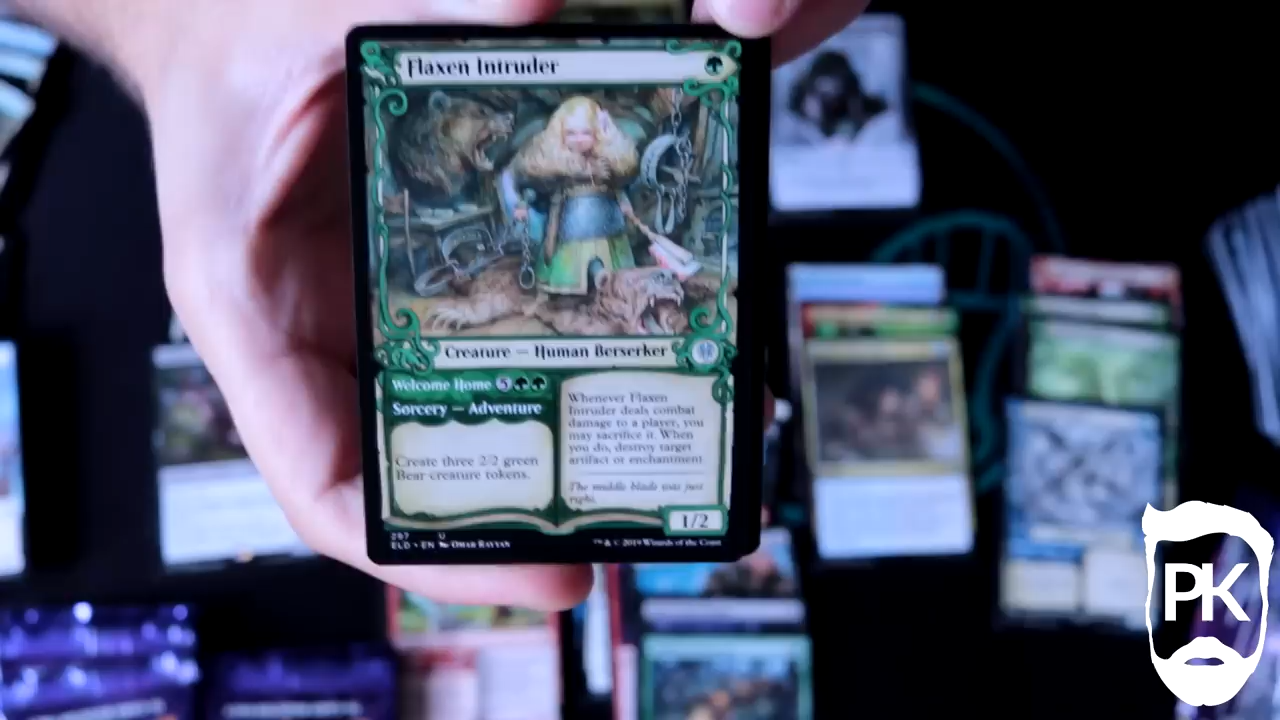 Flaxen Intruder
Creature — Human Berserker
Welcome Home 5
Sorcery — Adventure
Create three 2/2 green
Bear creature tokens.
Whenever Flaxen
Intruder deals combat
damage to a player, you
may sacrifice it. When
you do, destroy target
artifact or enchantment
The middle blade was just
right.
1/2
297 U
ELD • EN Omar Rayyan
™ & © 2019 Wizards of the Coast
PK